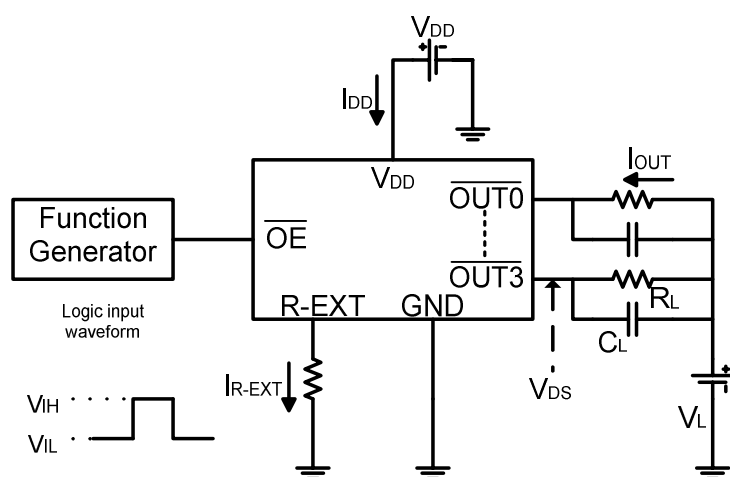 VDD
+ -
IDD
VDD
IOUT
OUT0
Function
Generator
OE
OUT3
R-EXT
GND
RL
CL
Logic input
waveform
IR-EXT
VDS
+
-
VL
VIH
VIL